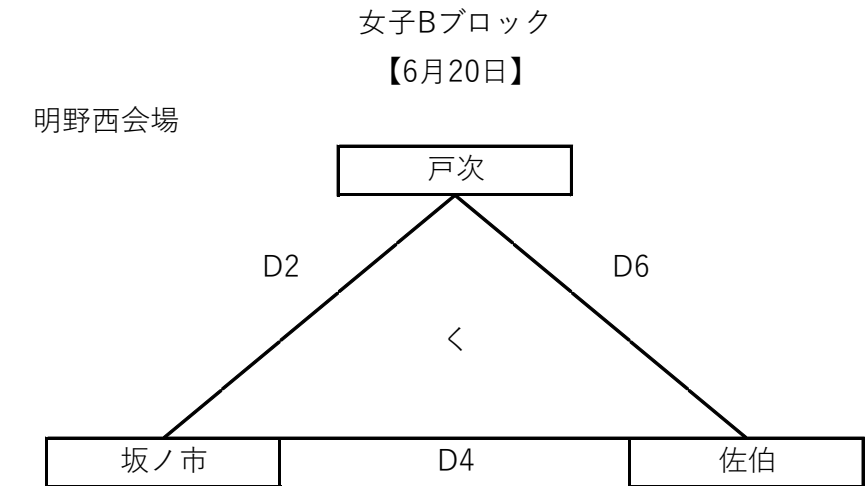 女子Bブロック
【6月20日】
明野西会場
戸次
D2
D6
く
坂ノ市
D4
佐伯